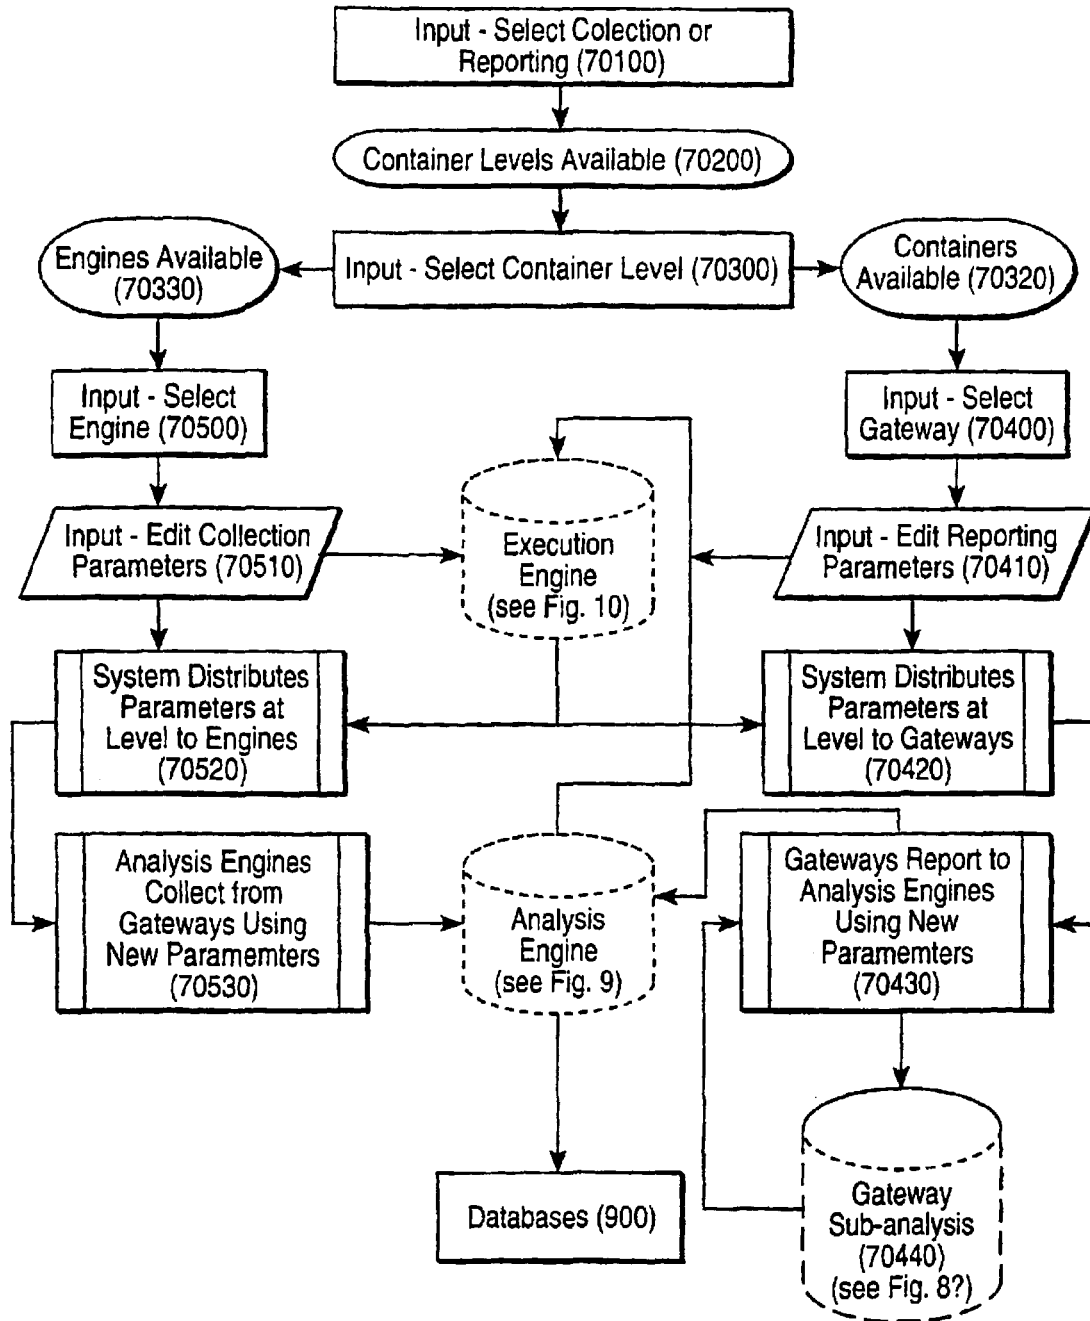 Input - Select Colection or
Reporting (70100)
Container Levels Available (70200)
Engines Available
(70330)
Input - Select Container Level (70300)
Containers
Available (70320)
Input - Select
Engine (70500)
Input - Select
Gateway (70400)
Input - Edit Collection
Parameters (70510)
Execution
Engine
(see Fig. 10)
Input - Edit Reporting
Parameters (70410)
System Distributes
Parameters at
Level to Engines
(70520)
System Distributes
Parameters at
Level to Gateways
(70420)
Analysis Engines
Collect from
Gateways Using
New Paramemters
(70530)
Analysis
Engine
(see Fig. 9)
Gateways Report to
Analysis Engines
Using New
Paramemters
(70430)
Databases (900)
Gateway
Sub-analysis
(70440)
(see Fig. 8?)